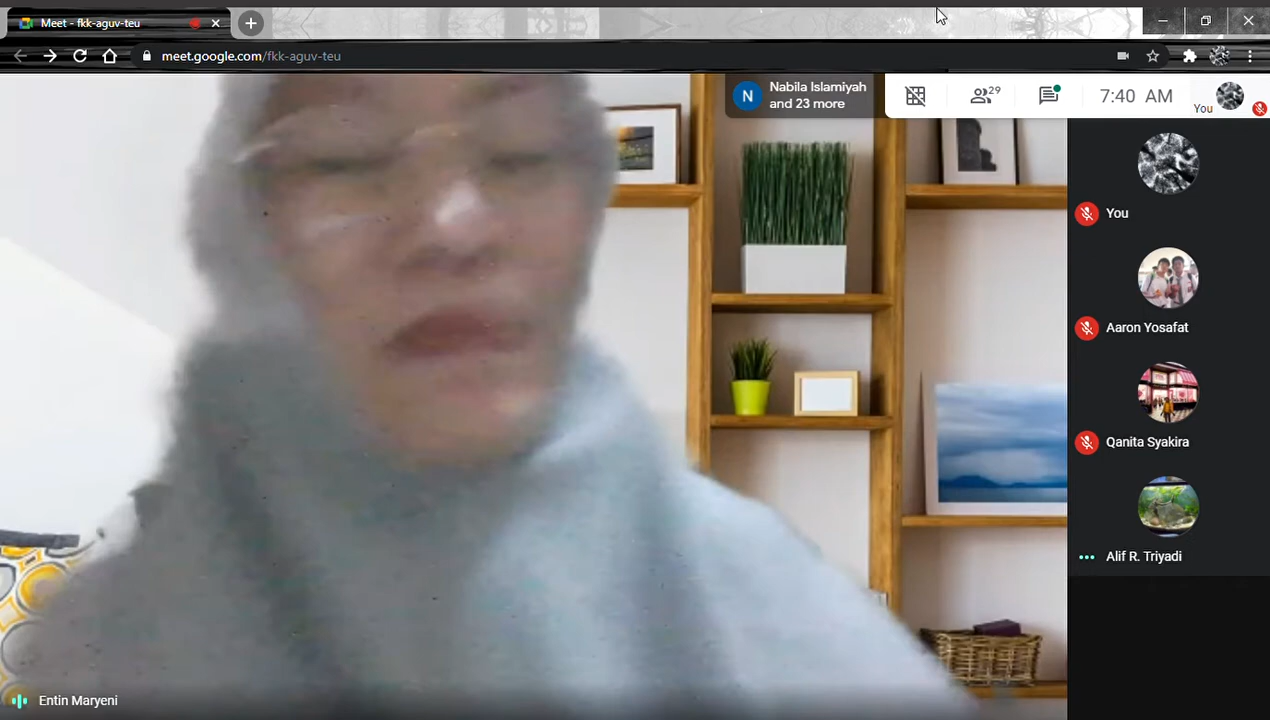 Meet - fkk-aguv-teu
meet.google.com/fkk-aguv-teu
Nabila Islamiyah
and 23 more
29
7:40 AM
You
You
Aaron Yosafat
Qanita Syakira
Alif R. Triyadi
Entin Maryeni
N